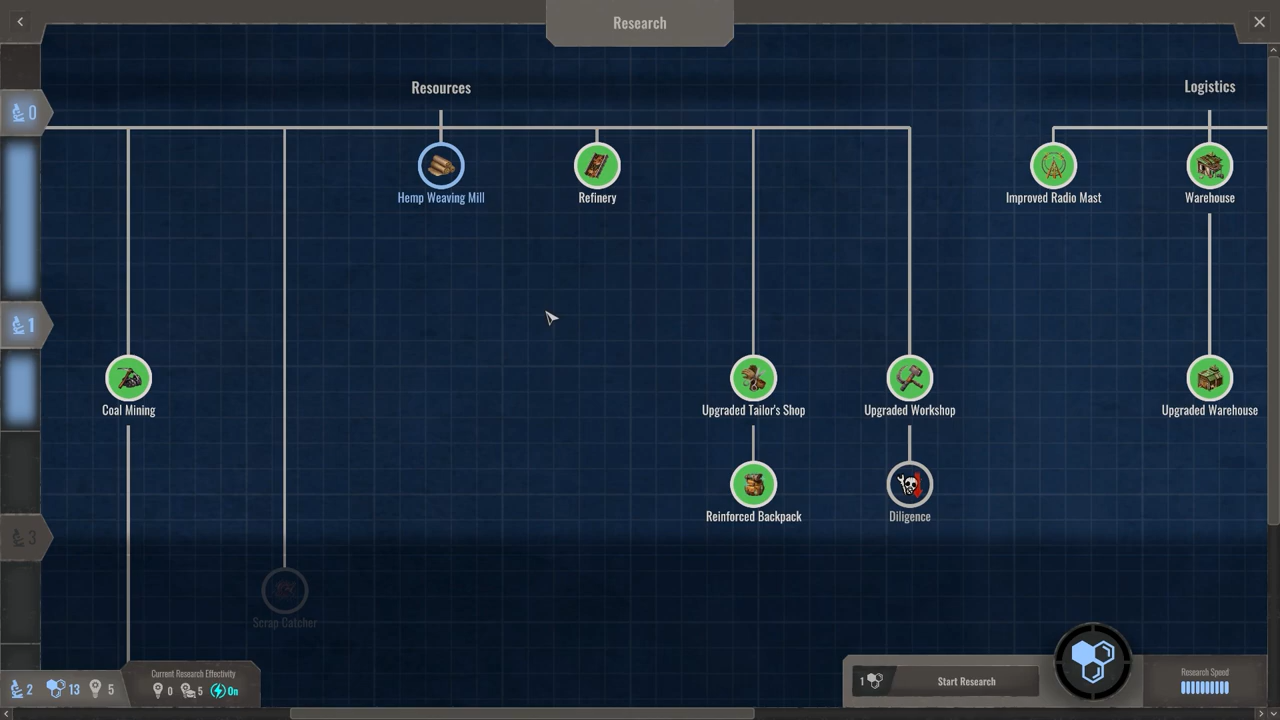 Research
Resources
Logistics
0
Hemp Weaving Mill
Refinery
Improved Radio Mast
Warehouse
1
Coal Mining
Upgraded Tailor's Shop
Upgraded Workshop
Upgraded Warehouse
Reinforced Backpack
Diligence
3
Scrap Catcher
2 13 5
Current Research Effectivity
0 5 On
1 Start Research
Research Speed